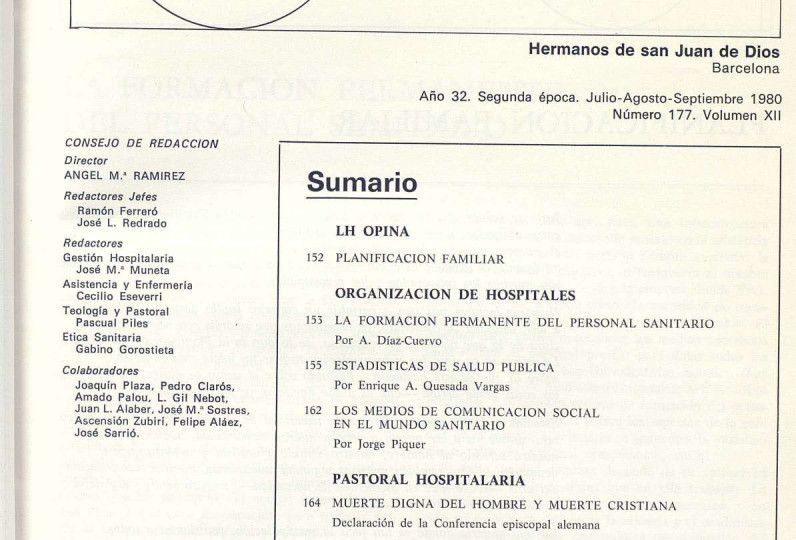 Hermanos de san Juan de Dios
Barcelona
Año 32. Segunda época. Julio-Agosto-Septiembre 1980
Número 177. Volumen XII
CONSEJO DE REDACCION
Director
ANGEL M.ª RAMIREZ
Redactores Jefes
Ramón Ferreró
José L. Redrado
Redactores
Gestión Hospitalaria
José M.ª Muneta
Asistencia y Enfermeria
Cecilio Eseverri
Teología y Pastoral
Pascual Piles
Etica Sanitaria
Gabino Gorostieta
Colaboradores
Joaquín Plaza, Pedro Clarós,
Amado Palou, L. Gil Nebot,
Juan L. Alaber, José M.ª Sostres,
Ascensión Zubiri, Felipe Aláez,
José Sarrió.
Sumario
LH OPINA
152 PLANIFICACION FAMILIAR
ORGANIZACION DE HOSPITALES
153 LA FORMACION PERMANENTE DEL PERSONAL SANITARIO
Por A. Díaz-Cuervo
155 ESTADISTICAS DE SALUD PUBLICA
Por Enrique A. Quesada Vargas
162 LOS MEDIOS DE COMUNICACION SOCIAL
EN EL MUNDO SANITARIO
Por Jorge Piquer
PASTORAL HOSPITALARIA
164 MUERTE DIGNA DEL HOMBRE Y MUERTE CRISTIANA
Declaración de la Conferencia episcopal alemana